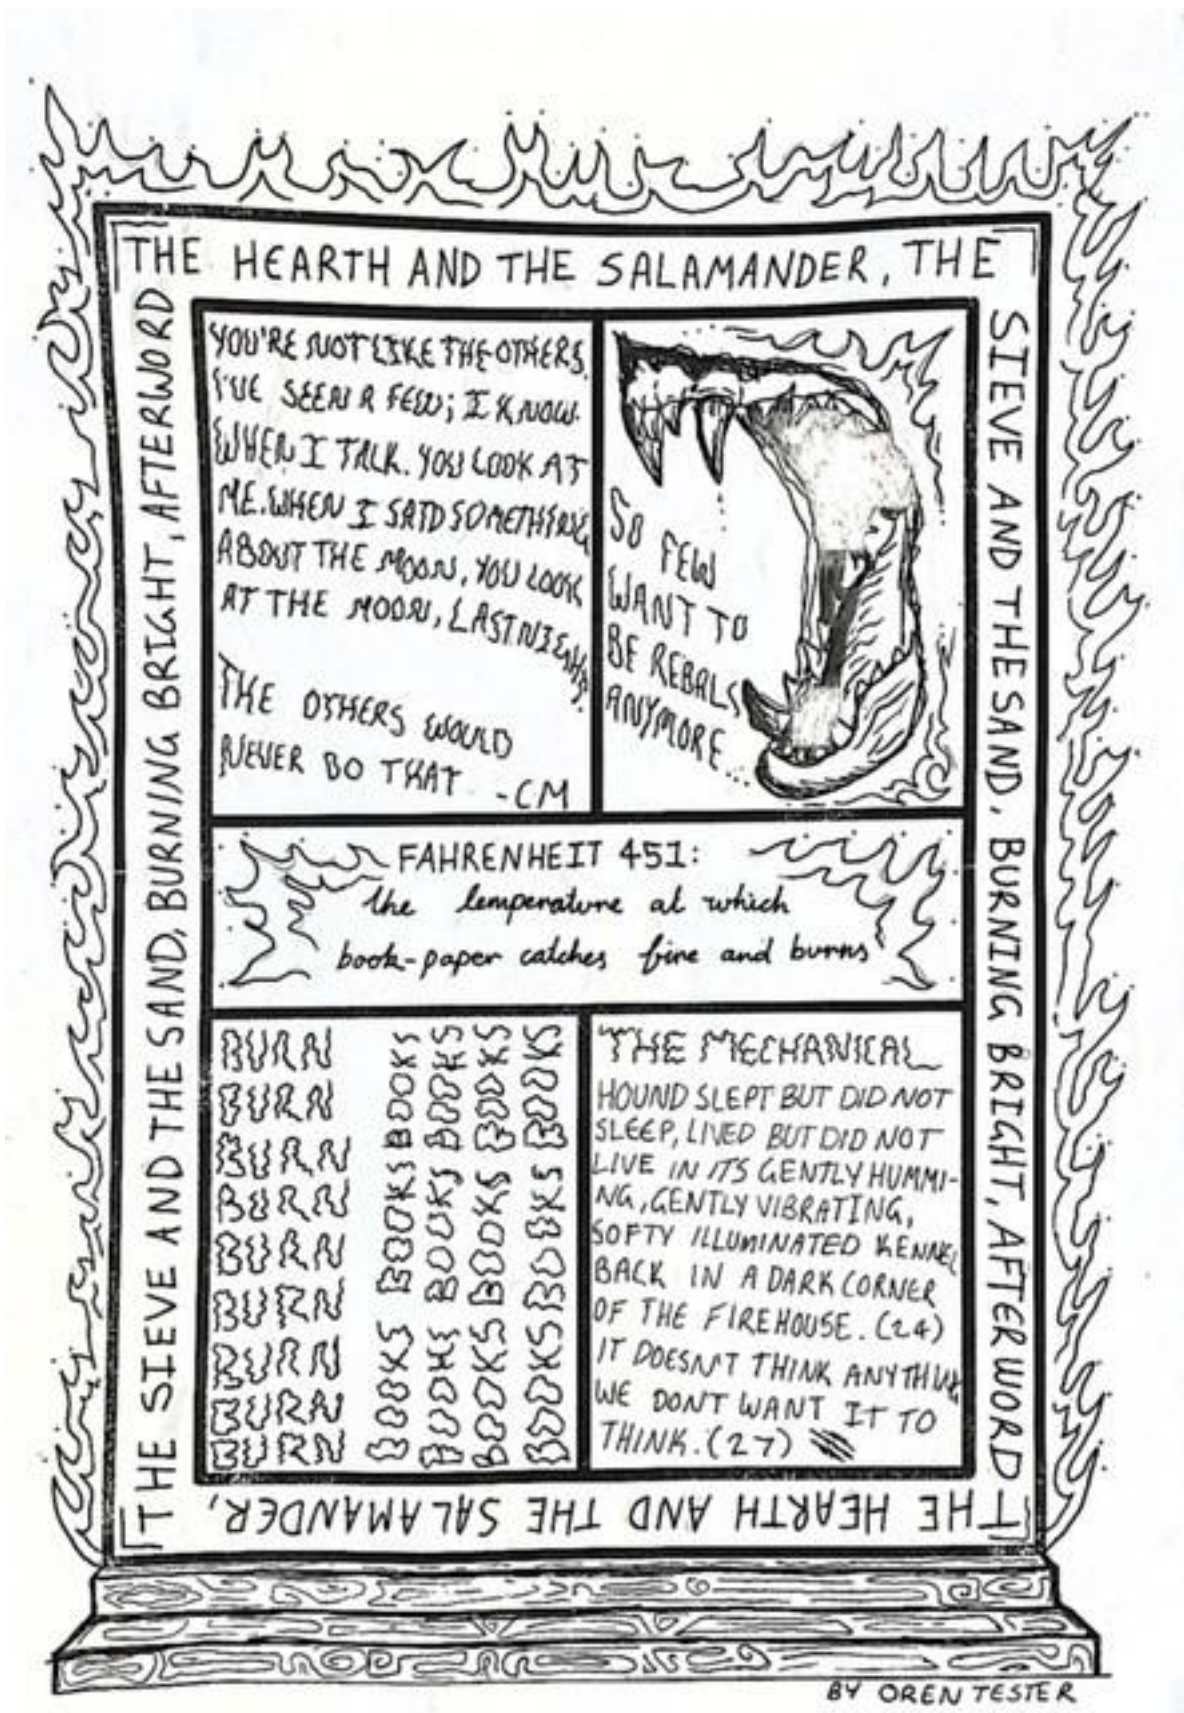 THE HEARTH AND THE SALAMANDER, THE
SIEVE AND THE SAND, BURNING BRIGHT, AFTERWORD
THE HEARTH AND THE SALAMANDER,
THE SIEVE AND THE SAND, BURNING BRIGHT, AFTERWORD
YOU'RE NOT LIKE THE OTHERS.
I'VE SEEN A FEW; I KNOW.
WHEN I TALK. YOU LOOK AT
ME. WHEN I SAID SOMETHING
ABOUT THE MOON, YOU LOOK
AT THE MOON, LAST NIGHT.
THE OTHERS WOULD
NEVER DO THAT -CM
SO FEW
WANT TO
BE REBALS
ANYMORE...
FAHRENHEIT 451:
the temperature at which
book-paper catches fire and burns
BURN
BURN
BURN
BURN
BURN
BURN
BURN
BURN
BURN
BOOKS BOOKS BOOKS
BOOKS BOOKS BOOKS
BOOKS BOOKS BOOKS
BOOKS BOOKS BOOKS
THE MECHANICAL
HOUND SLEPT BUT DID NOT
SLEEP, LIVED BUT DID NOT
LIVE IN ITS GENTLY HUMMI-
NG, GENTLY VIBRATING,
SOFTY ILLUMINATED KENNEL
BACK IN A DARK CORNER
OF THE FIREHOUSE. (24)
IT DOESN'T THINK ANYTHING
WE DONT WANT IT TO
THINK. (27)
BY OREN TESTER